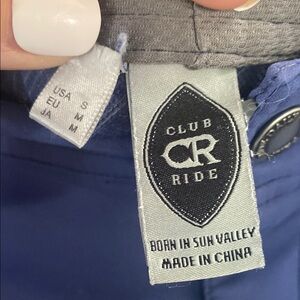 USA S
EU M
JA M
CLUB
CR
RIDE
BORN IN SUN VALLEY
MADE IN CHINA